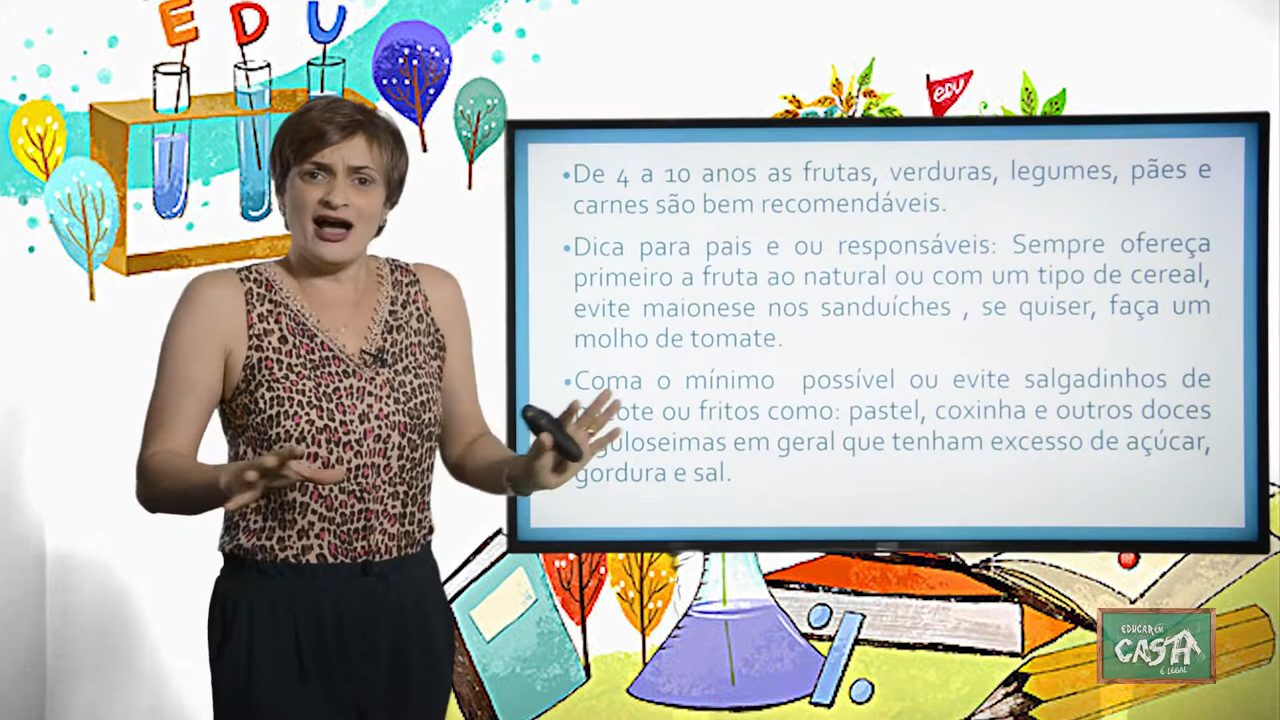 EDU
EDU
•De 4 a 10 anos as frutas, verduras, legumes, pães e
carnes são bem recomendáveis.
•Dica para pais e ou responsáveis: Sempre ofereça
primeiro a fruta ao natural ou com um tipo de cereal,
evite maionese nos sanduíches , se quiser, faça um
molho de tomate.
•Coma o mínimo possível ou evite salgadinhos de
ou fritos como: pastel, coxinha e outros doces
guloseimas em geral que tenham excesso de açúcar,
gordura e sal.
EDUCAR EM
CASA
É LEGAL